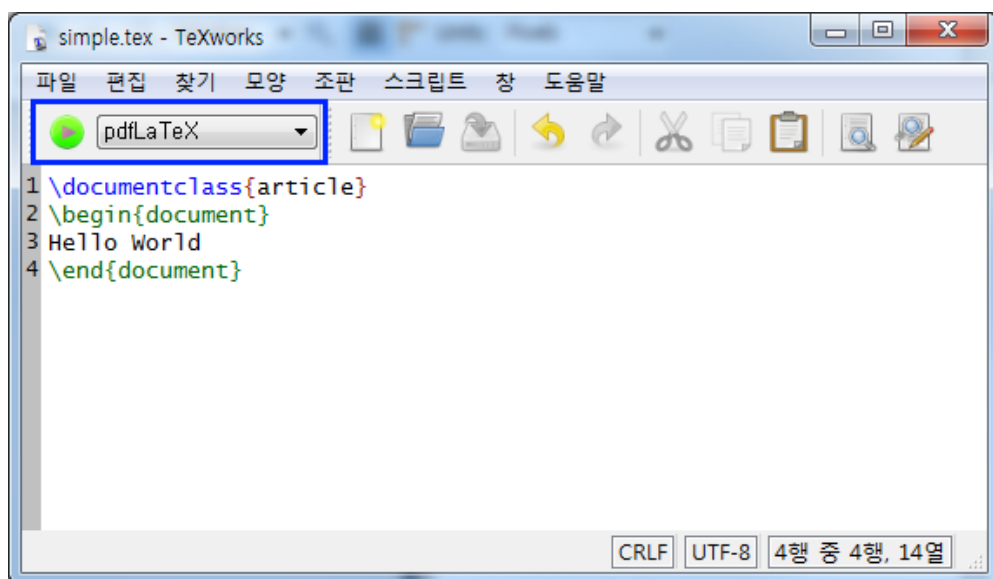 simple.tex - TeXworks
파일 편집 찾기 모양 조판 스크립트 창 도움말
pdfLaTeX
1 \documentclass{article}
2 \begin{document}
3 Hello World
4 \end{document}
CRLF UTF-8 4행 중 4행, 14열